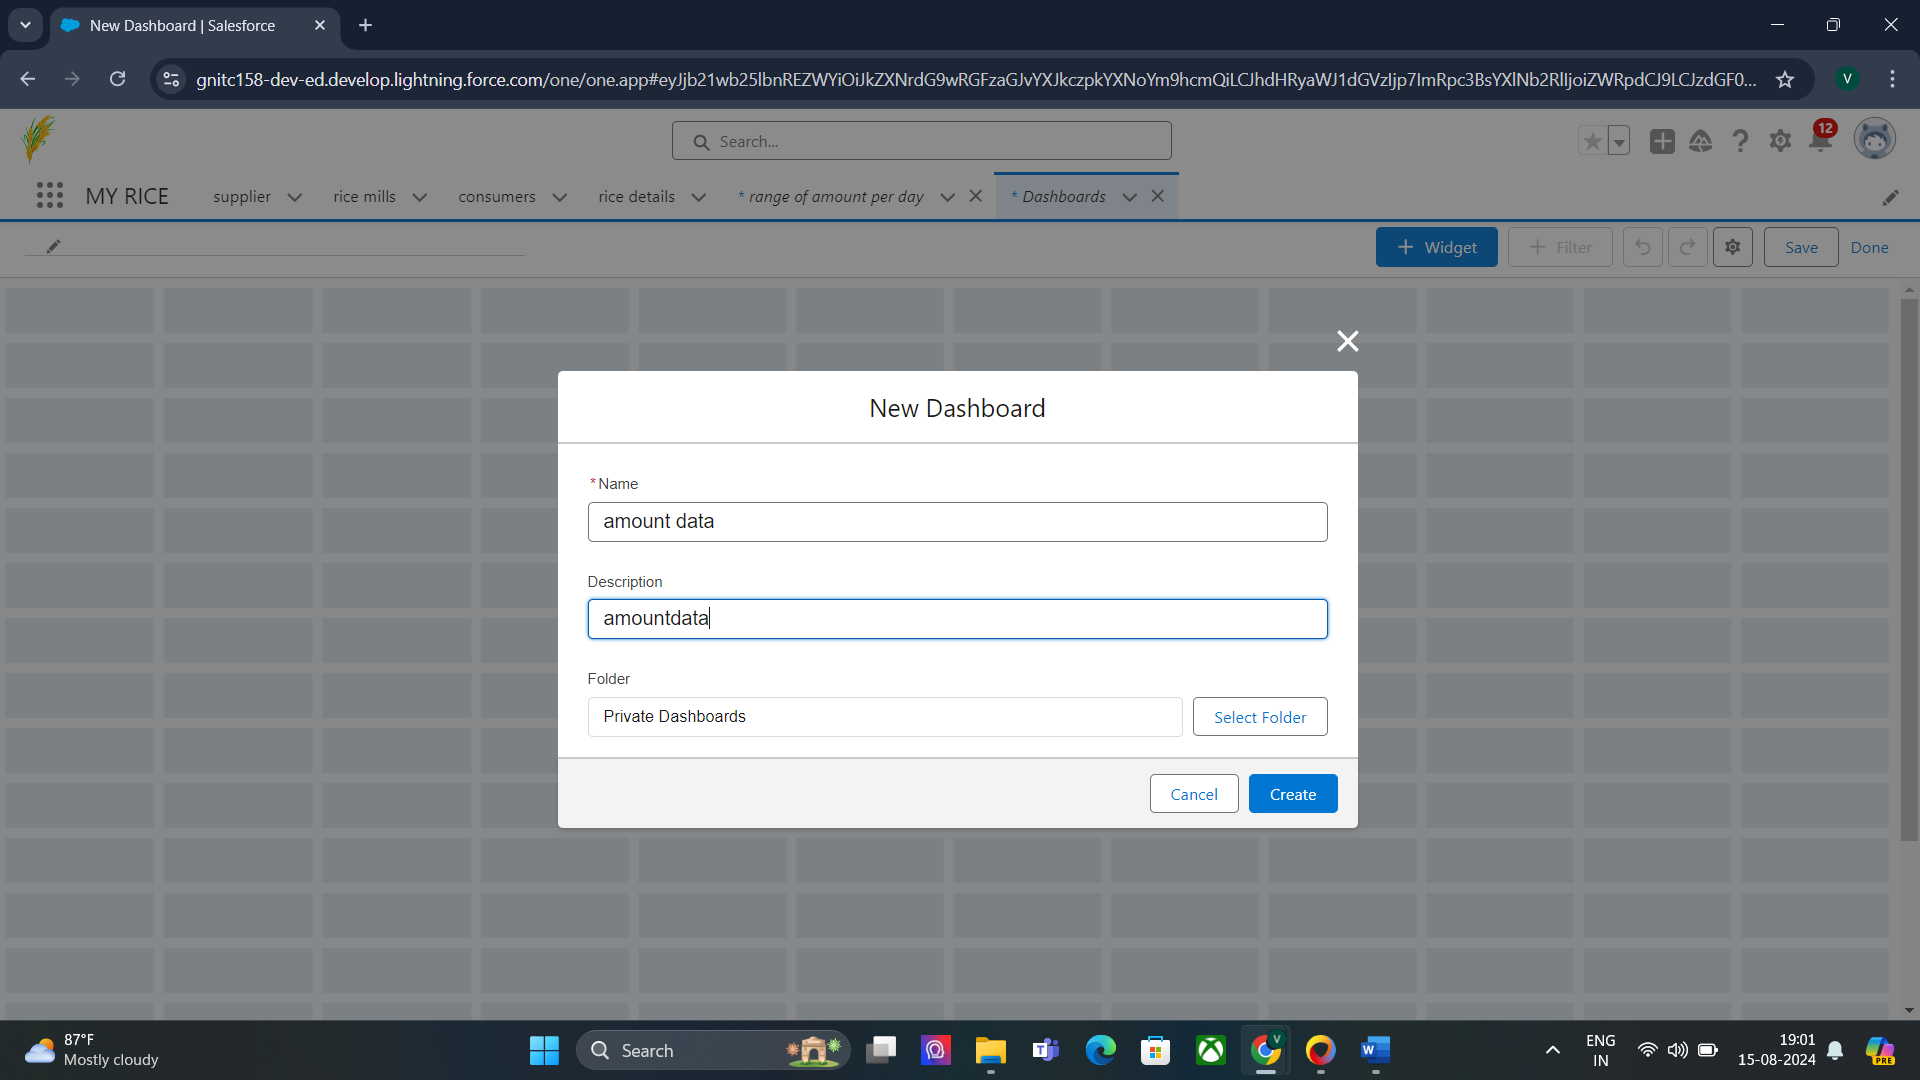 New Dashboard | Salesforce
gnitc158-dev-ed.develop.lightning.force.com/one/one.app#eyJjb21wb25lbnREZWYiOiJkZXNrdG9wRGFzaGJvYXJkczpkYXNoYm9hcmQiLCJhdHRyaWJ1dGVzIjp7ImRpc3BsYXlNb2RlIjoiZWRpdCJ9LCJzdGF0...
V
Search...
12
MY RICE
supplier
rice mills
consumers
rice details
* range of amount per day
* Dashboards
+ Widget
+ Filter
Save
Done
New Dashboard
*Name
amount data
Description
amountdata
Folder
Private Dashboards
Select Folder
Cancel
Create
87°F
Mostly cloudy
Search
V
ENG
IN
19:01
15-08-2024
PRE